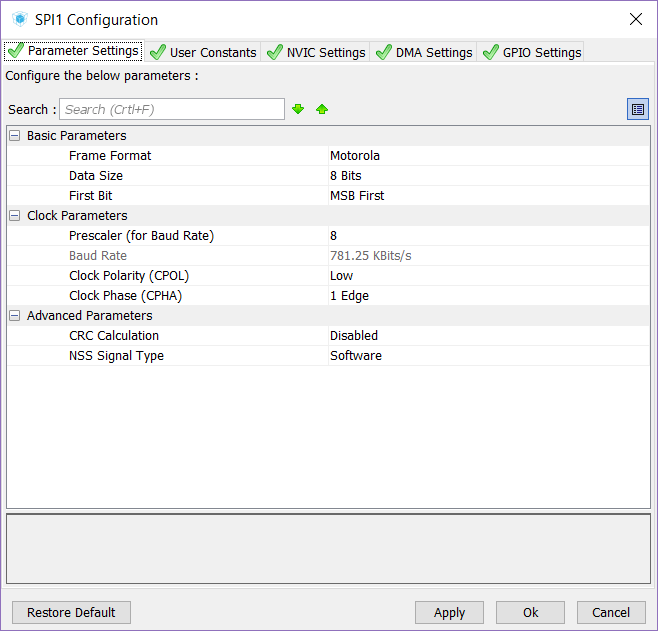 SPI1 Configuration
Parameter Settings User Constants NVIC Settings DMA Settings GPIO Settings
Configure the below parameters :
Search : Search (Crtl+F)
Basic Parameters
Frame Format Motorola
Data Size 8 Bits
First Bit MSB First
Clock Parameters
Prescaler (for Baud Rate) 8
Baud Rate 781.25 KBits/s
Clock Polarity (CPOL) Low
Clock Phase (CPHA) 1 Edge
Advanced Parameters
CRC Calculation Disabled
NSS Signal Type Software
Restore Default Apply Ok Cancel